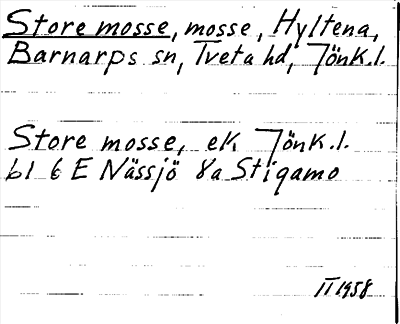 Store mosse, mosse, Hyltena,
Barnarps sn, Tveta hd, Jönk.l.
Store mosse, ek Jönk.l.
bl 6 E Nässjö 8a Stigamo
II 1958